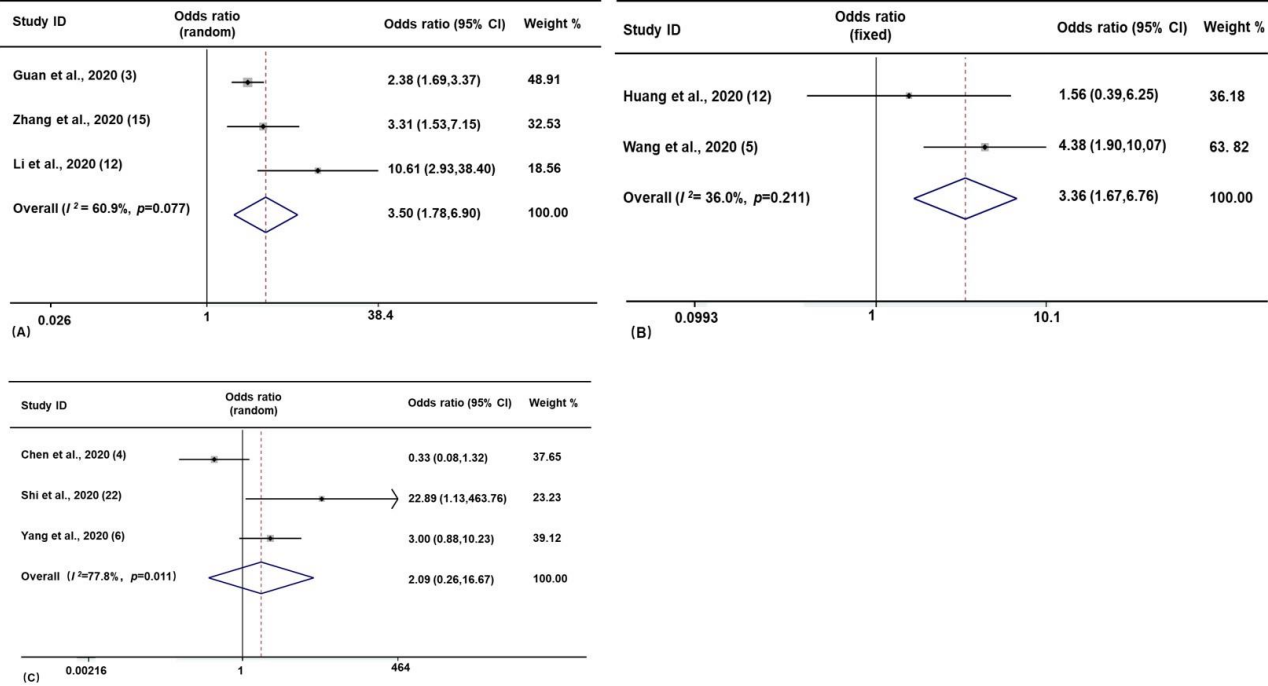 Study ID Odds ratio (random) Odds ratio (95% CI) Weight %
Guan et al., 2020 (3) 2.38 (1.69,3.37) 48.91
Zhang et al., 2020 (15) 3.31 (1.53,7.15) 32.53
Li et al., 2020 (12) 10.61 (2.93,38.40) 18.56
Overall (I ² = 60.9%, p=0.077) 3.50 (1.78,6.90) 100.00
0.026 1 38.4
(A)
Study ID Odds ratio (fixed) Odds ratio (95% CI) Weight %
Huang et al., 2020 (12) 1.56 (0.39,6.25) 36.18
Wang et al., 2020 (5) 4.38 (1.90,10,07) 63. 82
Overall (I ²= 36.0%, p=0.211) 3.36 (1.67,6.76) 100.00
0.0993 1 10.1
(B)
Study ID Odds ratio (random) Odds ratio (95% CI) Weight %
Chen et al., 2020 (4) 0.33 (0.08,1.32) 37.65
Shi et al., 2020 (22) 22.89 (1.13,463.76) 23.23
Yang et al., 2020 (6) 3.00 (0.88,10.23) 39.12
Overall (I ²=77.8%, p=0.011) 2.09 (0.26,16.67) 100.00
0.00216 1 464
(C)